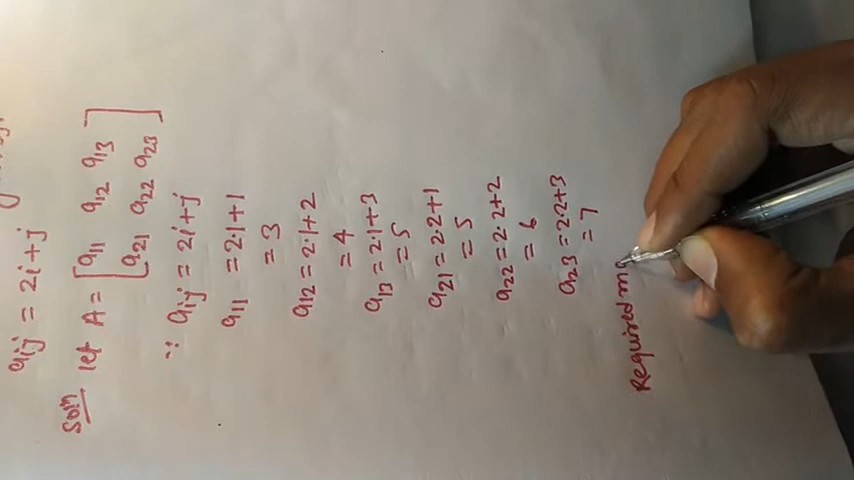 aij = 2i+j
Soln let A = [ a11 a12 a13
a21 a22 a23 ]
∵ aij = 2i+j
a11 = 2·1+1
= 3
a12 = 2·1+2
= 4
a13 = 2·1+3
= 5
a21 = 2·2+1
= 5
a22 = 2·2+2
= 6
a23 = 2·2+3
= 7
Required ma